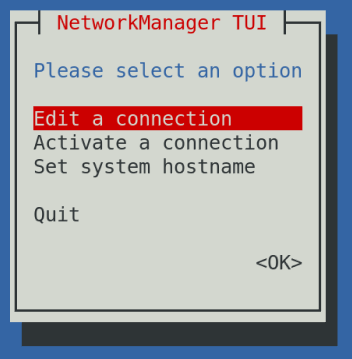 NetworkManager TUI
Please select an option
Edit a connection
Activate a connection
Set system hostname
Quit
<OK>